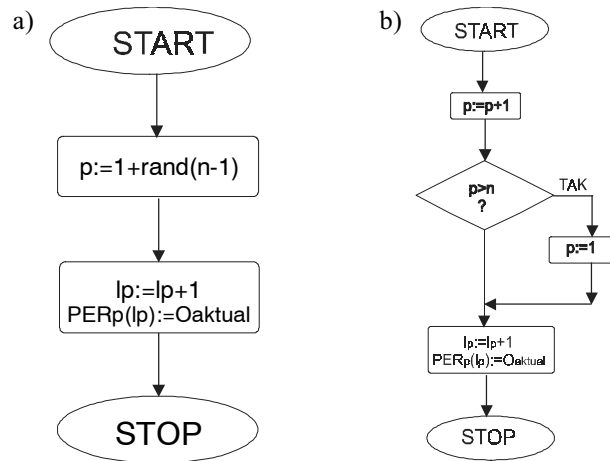 a)
START
p:=1+rand(n-1)
lp:=lp+1
PERp(lp):=Oaktual
STOP
b)
START
p:=p+1
p>n
?
TAK
p:=1
lp:=lp+1
PERp(lp):=Oaktual
STOP